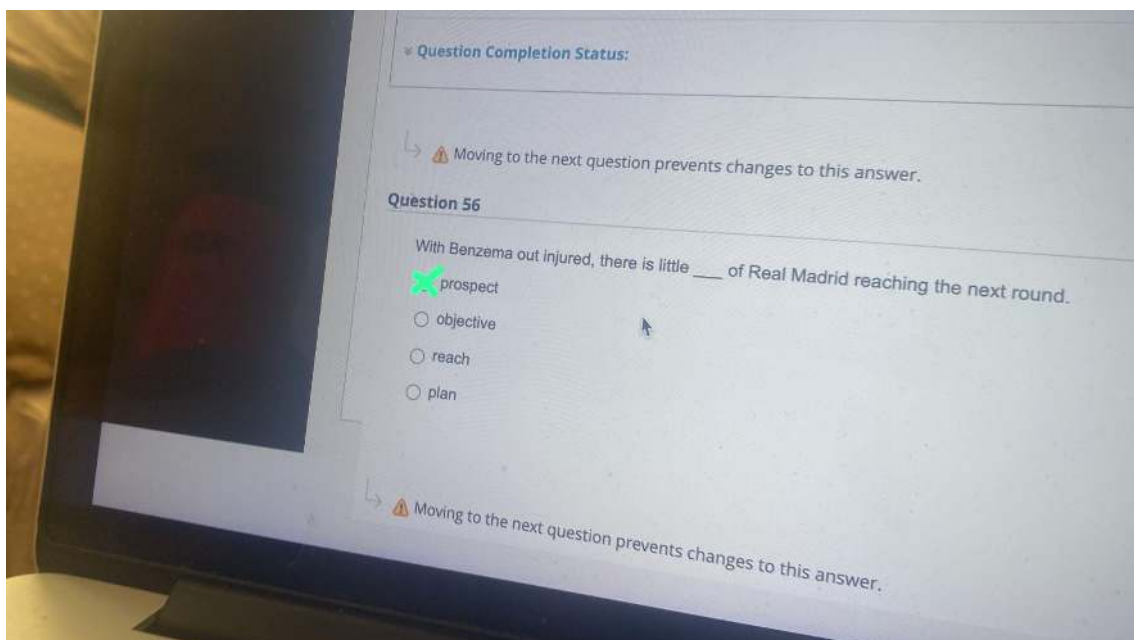 Question Completion Status:
Moving to the next question prevents changes to this answer.
Question 56
With Benzema out injured, there is little ___ of Real Madrid reaching the next round.
prospect
objective
reach
plan
Moving to the next question prevents changes to this answer.